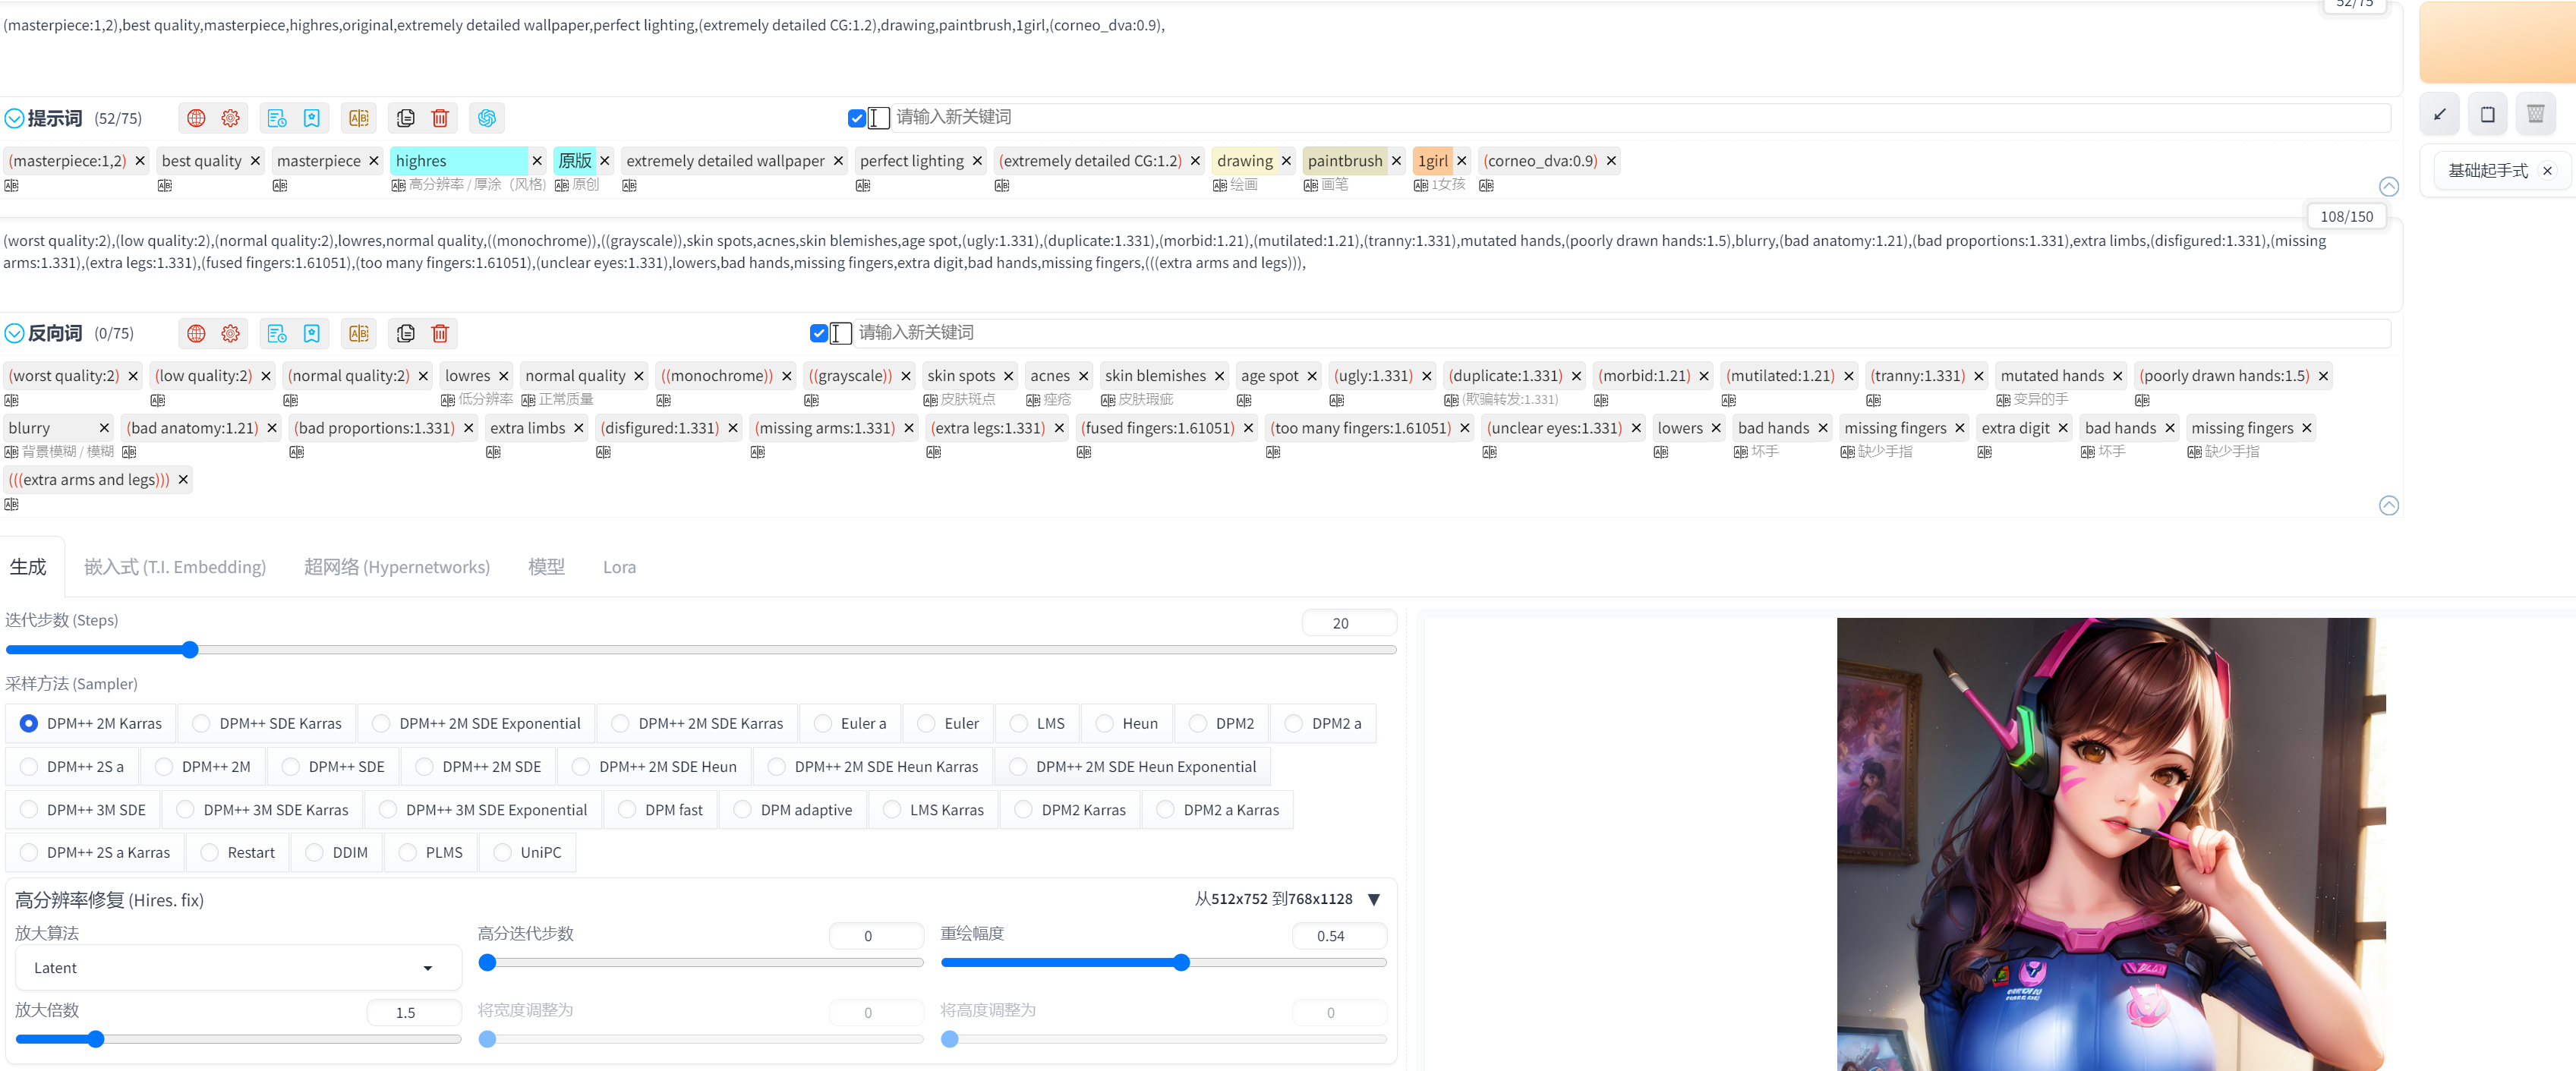 52/75
(masterpiece:1,2),best quality,masterpiece,highres,original,extremely detailed wallpaper,perfect lighting,(extremely detailed CG:1.2),drawing,paintbrush,1girl,(corneo_dva:0.9),
提示词 (52/75) 请输入新关键词
(masterpiece:1,2) × best quality × masterpiece × highres × 原版 × extremely detailed wallpaper × perfect lighting × (extremely detailed CG:1.2) × drawing × paintbrush × 1girl × (corneo_dva:0.9) ×
高分辨率 / 厚涂（风格) 原创 绘画 画笔 1女孩
基础起手式 ×
108/150
(worst quality:2),(low quality:2),(normal quality:2),lowres,normal quality,((monochrome)),((grayscale)),skin spots,acnes,skin blemishes,age spot,(ugly:1.331),(duplicate:1.331),(morbid:1.21),(mutilated:1.21),(tranny:1.331),mutated hands,(poorly drawn hands:1.5),blurry,(bad anatomy:1.21),(bad proportions:1.331),extra limbs,(disfigured:1.331),(missing
arms:1.331),(extra legs:1.331),(fused fingers:1.61051),(too many fingers:1.61051),(unclear eyes:1.331),lowers,bad hands,missing fingers,extra digit,bad hands,missing fingers,(((extra arms and legs))),
反向词 (0/75) 请输入新关键词
(worst quality:2) × (low quality:2) × (normal quality:2) × lowres × normal quality × ((monochrome)) × ((grayscale)) × skin spots × acnes × skin blemishes × age spot × (ugly:1.331) × (duplicate:1.331) × (morbid:1.21) × (mutilated:1.21) × (tranny:1.331) × mutated hands × (poorly drawn hands:1.5) ×
低分辨率 正常质量 皮肤斑点 痤疮 皮肤瑕疵 (欺骗转发:1.331) 变异的手
blurry × (bad anatomy:1.21) × (bad proportions:1.331) × extra limbs × (disfigured:1.331) × (missing arms:1.331) × (extra legs:1.331) × (fused fingers:1.61051) × (too many fingers:1.61051) × (unclear eyes:1.331) × lowers × bad hands × missing fingers × extra digit × bad hands × missing fingers ×
背景模糊 / 模糊 坏手 缺少手指 坏手 缺少手指
(((extra arms and legs))) ×
生成 嵌入式 (T.I. Embedding) 超网络 (Hypernetworks) 模型 Lora
迭代步数 (Steps) 20
采样方法 (Sampler)
DPM++ 2M Karras DPM++ SDE Karras DPM++ 2M SDE Exponential DPM++ 2M SDE Karras Euler a Euler LMS Heun DPM2 DPM2 a
DPM++ 2S a DPM++ 2M DPM++ SDE DPM++ 2M SDE DPM++ 2M SDE Heun DPM++ 2M SDE Heun Karras DPM++ 2M SDE Heun Exponential
DPM++ 3M SDE DPM++ 3M SDE Karras DPM++ 3M SDE Exponential DPM fast DPM adaptive LMS Karras DPM2 Karras DPM2 a Karras
DPM++ 2S a Karras Restart DDIM PLMS UniPC
高分辨率修复 (Hires. fix) 从512x752 到768x1128 ▼
放大算法 高分迭代步数 0 重绘幅度 0.54
Latent
放大倍数 1.5 将宽度调整为 0 将高度调整为 0